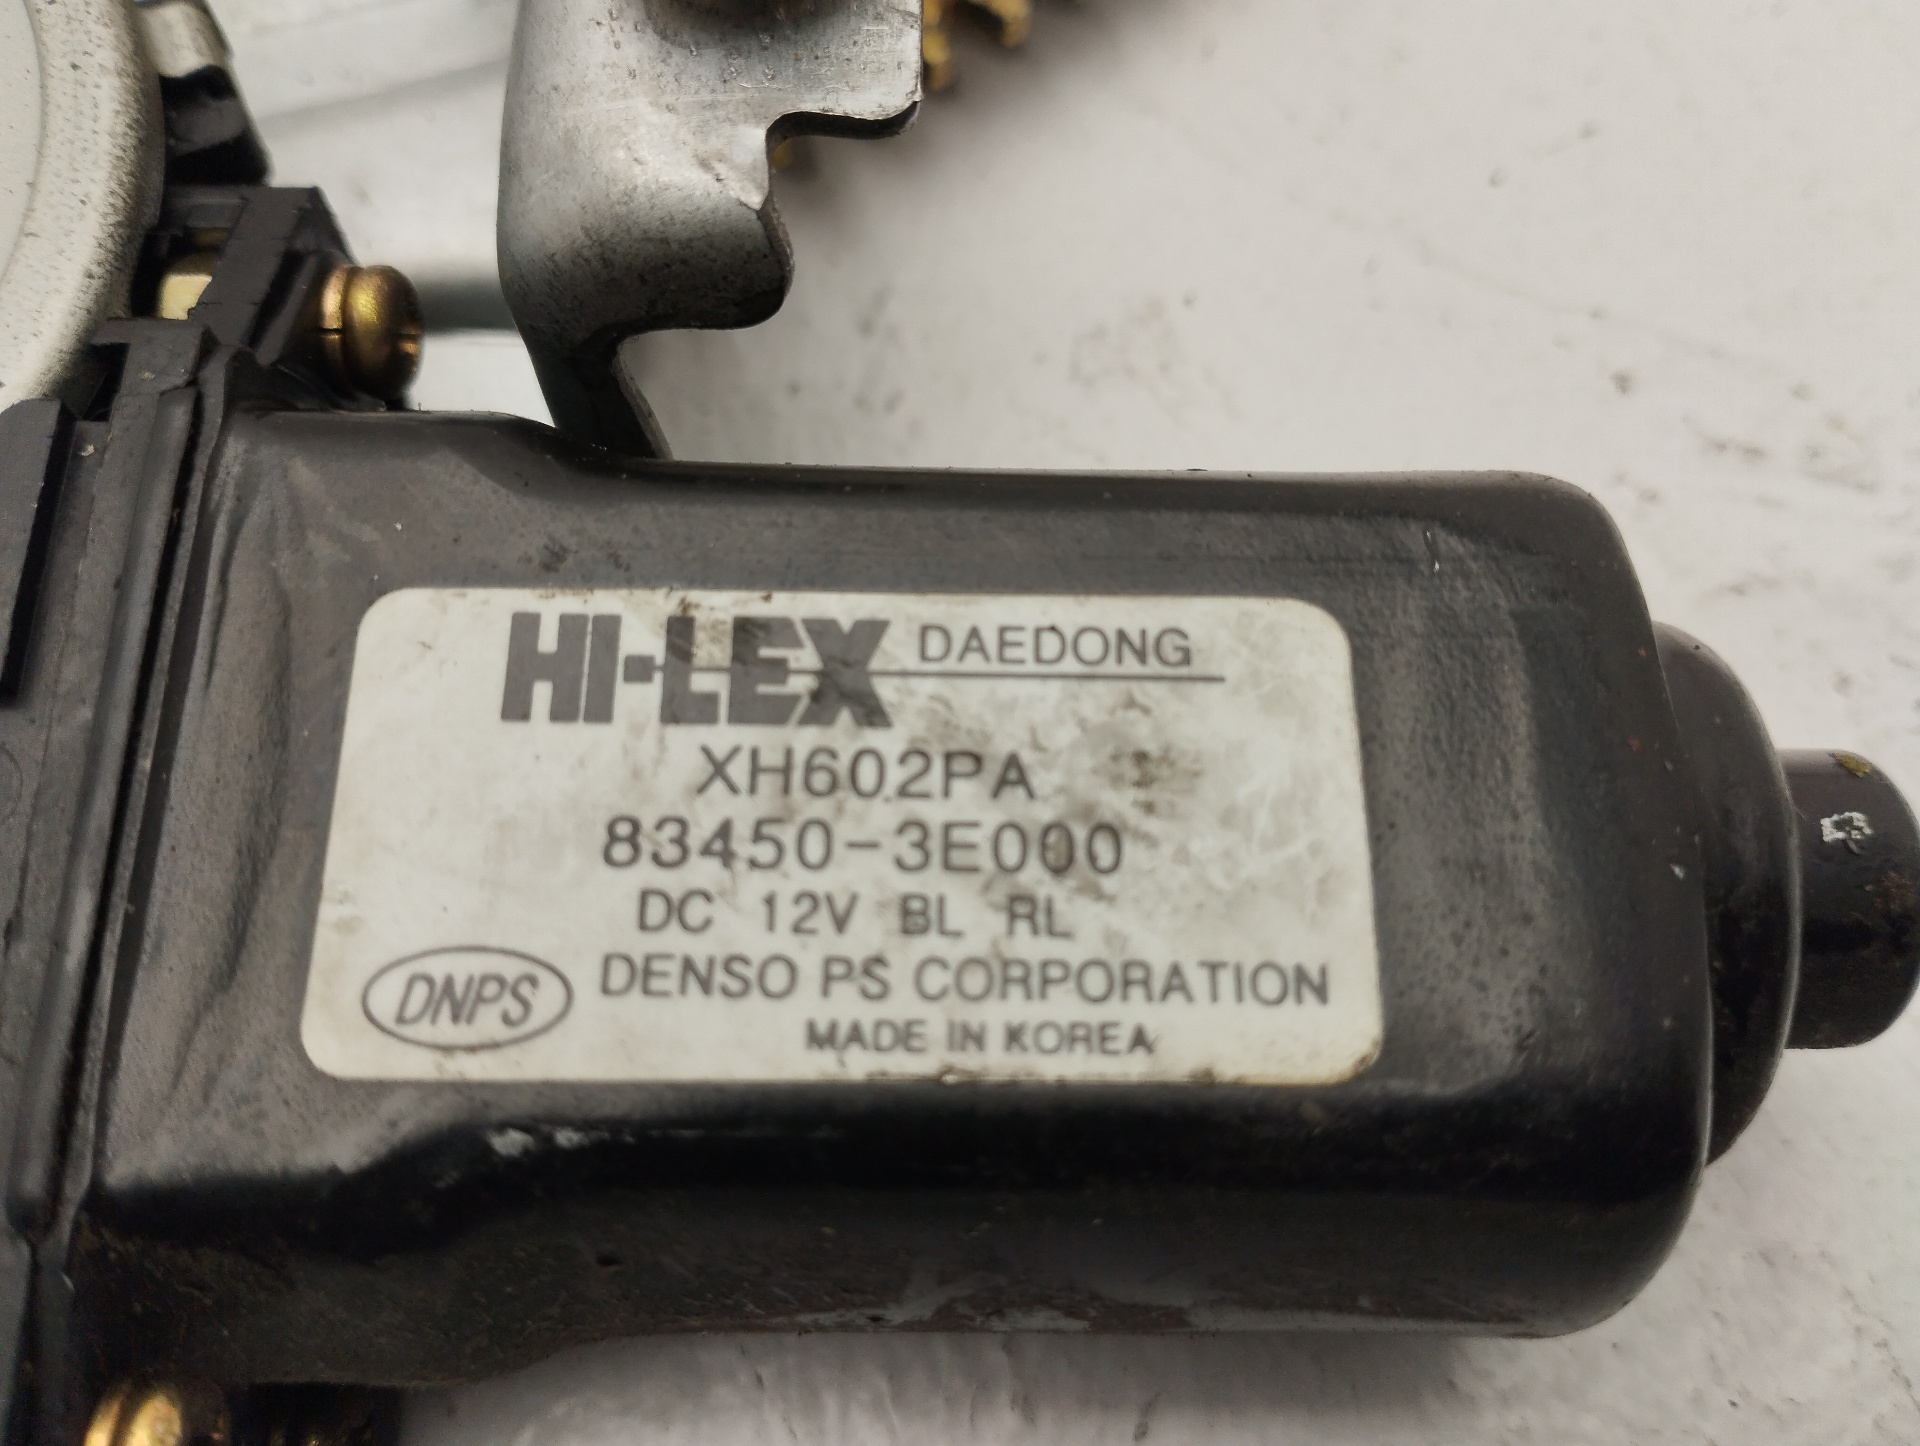 HI-LEX DAEDONG
XH602PA
83450-3E000
DC 12V BL RL
DNPS DENSO PS CORPORATION
MADE IN KOREA